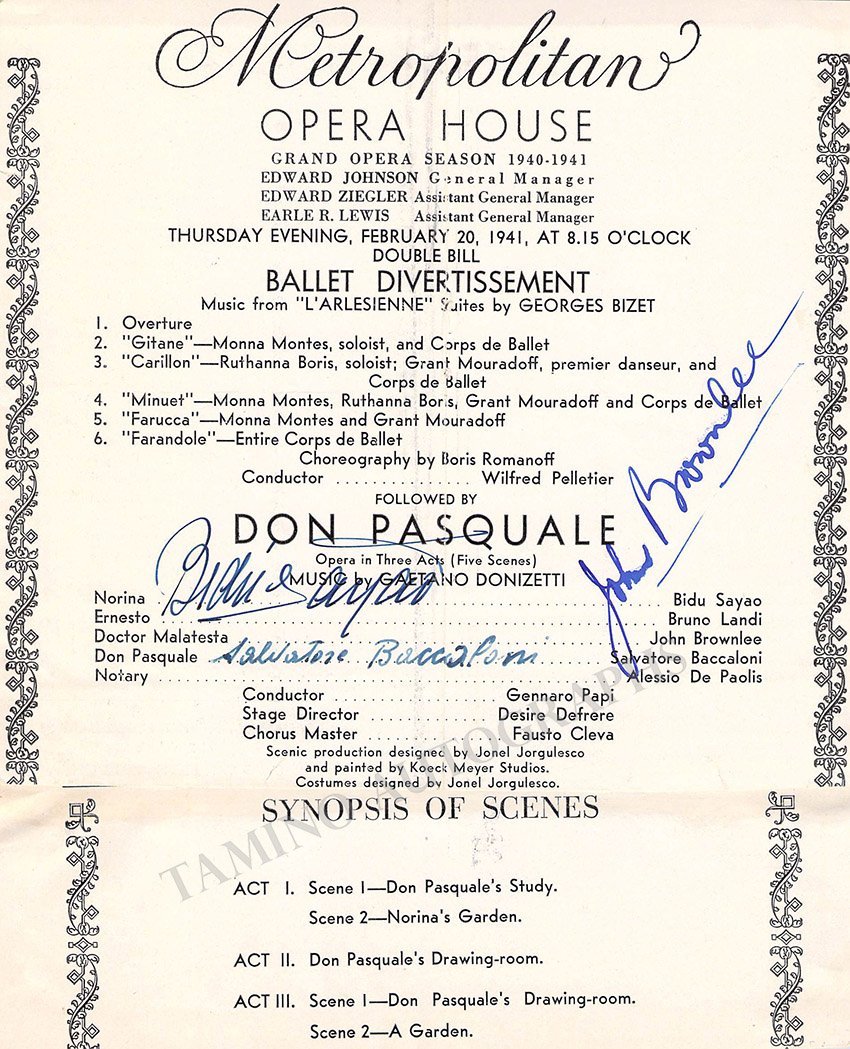 Metropolitan
OPERA HOUSE
GRAND OPERA SEASON 1940-1941
EDWARD JOHNSON General Manager
EDWARD ZIEGLER Assistant General Manager
EARLE R. LEWIS Assistant General Manager
THURSDAY EVENING, FEBRUARY 20, 1941, AT 8.15 O'CLOCK
DOUBLE BILL
BALLET DIVERTISSEMENT
Music from "L'ARLESIENNE" Suites by GEORGES BIZET
1. Overture
2. "Gitane"—Monna Montes, soloist, and Corps de Ballet
3. "Carillon"—Ruthanna Boris, soloist; Grant Mouradoff, premier danseur, and
Corps de Ballet
4. "Minuet"—Monna Montes, Ruthanna Boris, Grant Mouradoff and Corps de Ballet
5. "Farucca"—Monna Montes and Grant Mouradoff
6. "Farandole"—Entire Corps de Ballet
Choreography by Boris Romanoff
Conductor . . . . . . . . . . . . . . Wilfred Pelletier
John Brownlee
FOLLOWED BY
DON PASQUALE
Opera in Three Acts (Five Scenes)
MUSIC by GAETANO DONIZETTI
Bidu Sayao
Norina . . . . . . . . . . Bidu Sayao
Ernesto . . . . . . . . . . Bruno Landi
Doctor Malatesta . . . . . . . . . . John Brownlee
Don Pasquale Salvatore Baccaloni . . . . . Salvatore Baccaloni
Notary . . . . . . . . . . Alessio De Paolis
Conductor . . . . . . . . . . Gennaro Papi
Stage Director . . . . . . . . . . Desire Defrere
Chorus Master . . . . . . . . . . Fausto Cleva
Scenic production designed by Jonel Jorgulesco
and painted by Koeck Meyer Studios.
Costumes designed by Jonel Jorgulesco.
TAMINO AUTOGRAPHS
SYNOPSIS OF SCENES
ACT I. Scene 1—Don Pasquale's Study.
Scene 2—Norina's Garden.
ACT II. Don Pasquale's Drawing-room.
ACT III. Scene 1—Don Pasquale's Drawing-room.
Scene 2—A Garden.